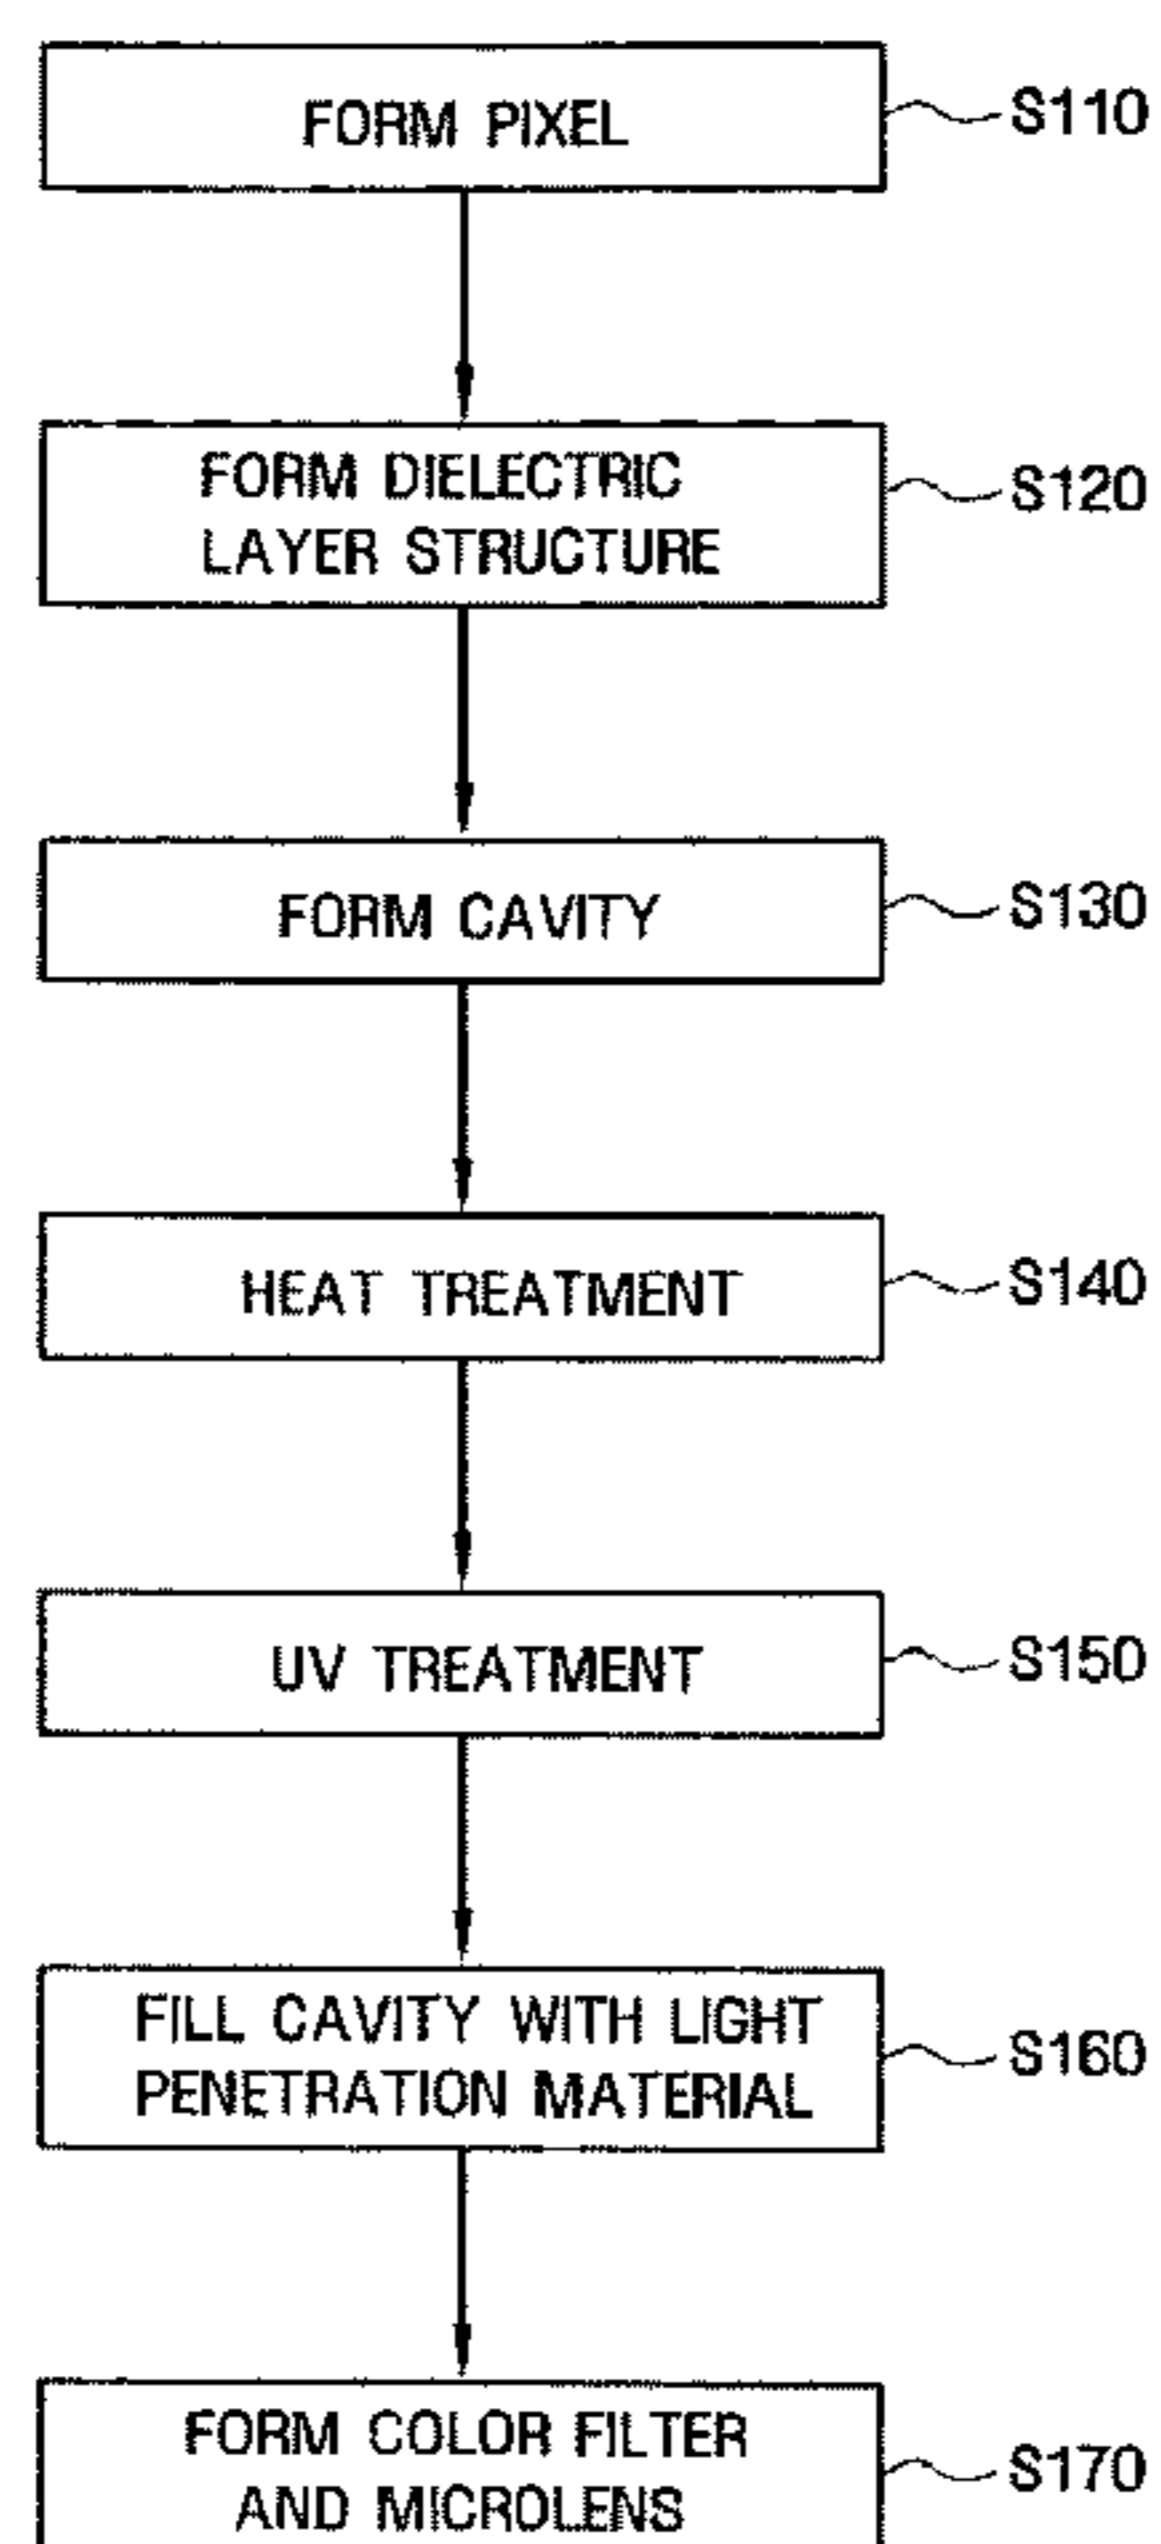 FORM PIXEL
S110
FORM DIELECTRIC
LAYER STRUCTURE
S120
FORM CAVITY
S130
HEAT TREATMENT
S140
UV TREATMENT
S150
FILL CAVITY WITH LIGHT
PENETRATION MATERIAL
S160
FORM COLOR FILTER
AND MICROLENS
S170